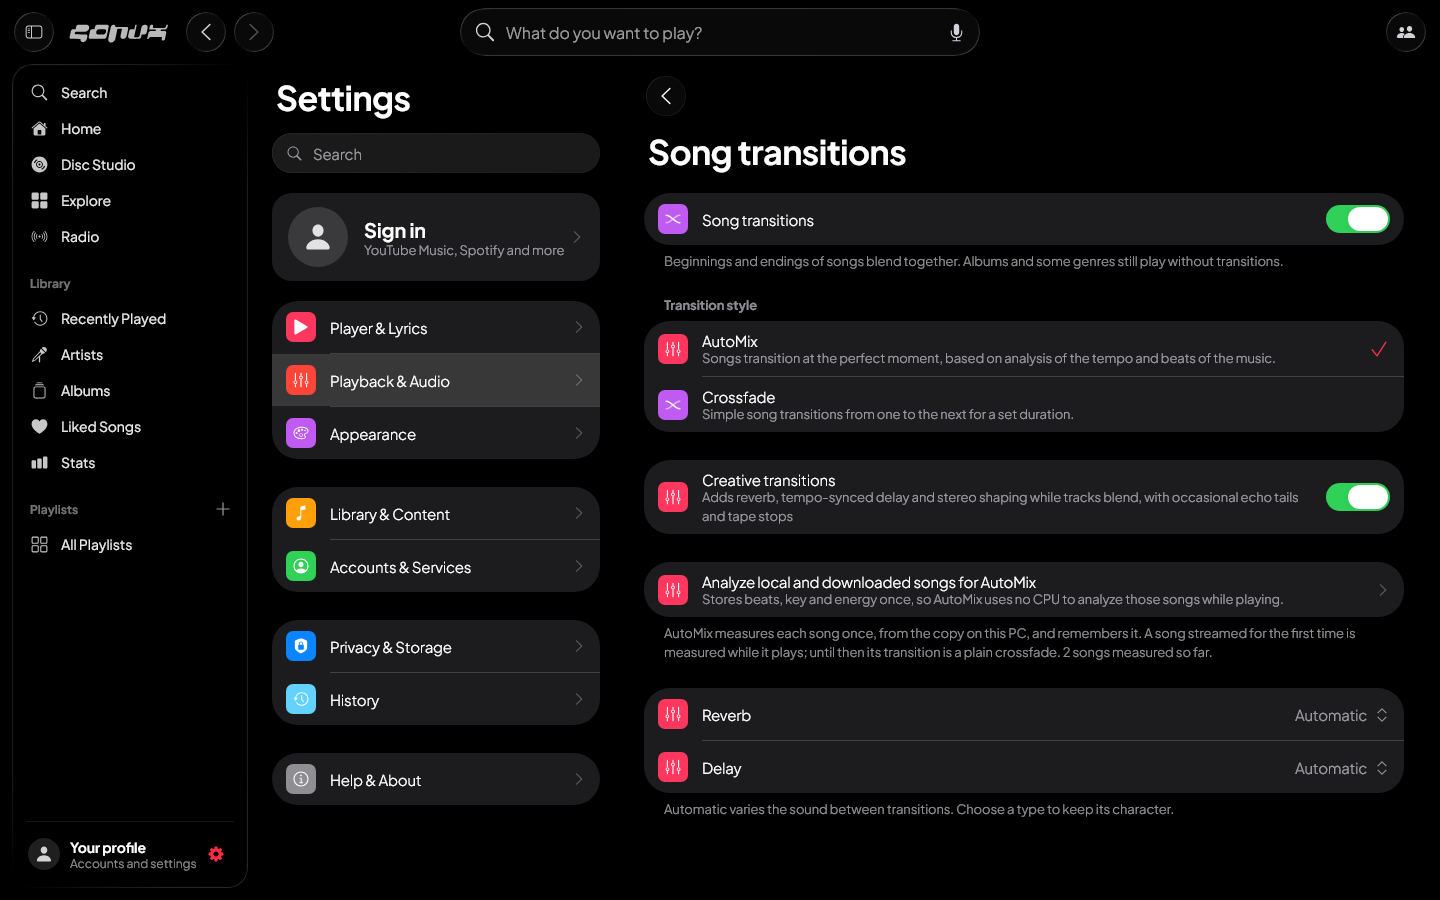 sonux
What do you want to play?
Search
Home
Disc Studio
Explore
Radio
Library
Recently Played
Artists
Albums
Liked Songs
Stats
Playlists
All Playlists
Your profile
Accounts and settings
Settings
Search
Sign in
YouTube Music, Spotify and more
Player & Lyrics
Playback & Audio
Appearance
Library & Content
Accounts & Services
Privacy & Storage
History
Help & About
Song transitions
Song transitions
Beginnings and endings of songs blend together. Albums and some genres still play without transitions.
Transition style
AutoMix
Songs transition at the perfect moment, based on analysis of the tempo and beats of the music.
Crossfade
Simple song transitions from one to the next for a set duration.
Creative transitions
Adds reverb, tempo-synced delay and stereo shaping while tracks blend, with occasional echo tails
and tape stops
Analyze local and downloaded songs for AutoMix
Stores beats, key and energy once, so AutoMix uses no CPU to analyze those songs while playing.
AutoMix measures each song once, from the copy on this PC, and remembers it. A song streamed for the first time is
measured while it plays; until then its transition is a plain crossfade. 2 songs measured so far.
Reverb Automatic
Delay Automatic
Automatic varies the sound between transitions. Choose a type to keep its character.